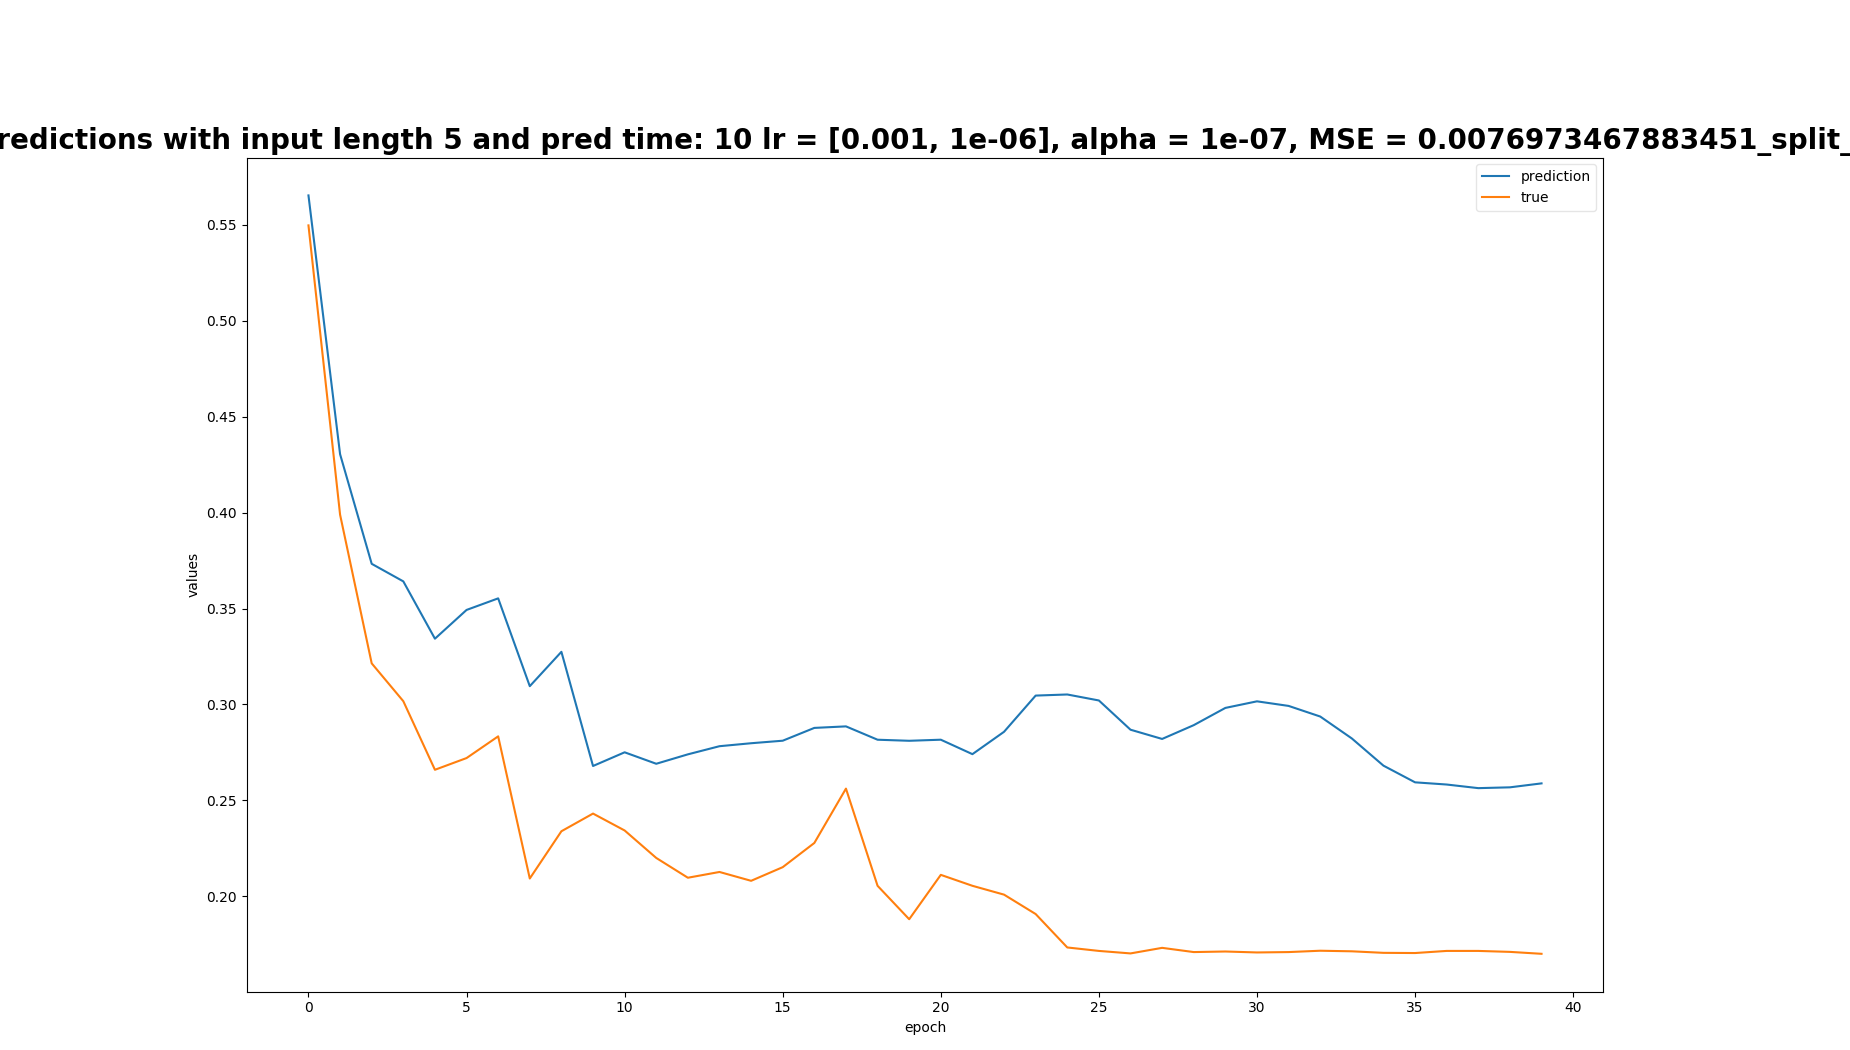 redictions with input length 5 and pred time: 10 lr = [0.001, 1e-06], alpha = 1e-07, MSE = 0.0076973467883451_split_
prediction
true
0.55
0.50
0.45
0.40
0.35
0.30
0.25
0.20
values
0 5 10 15 20 25 30 35 40
epoch